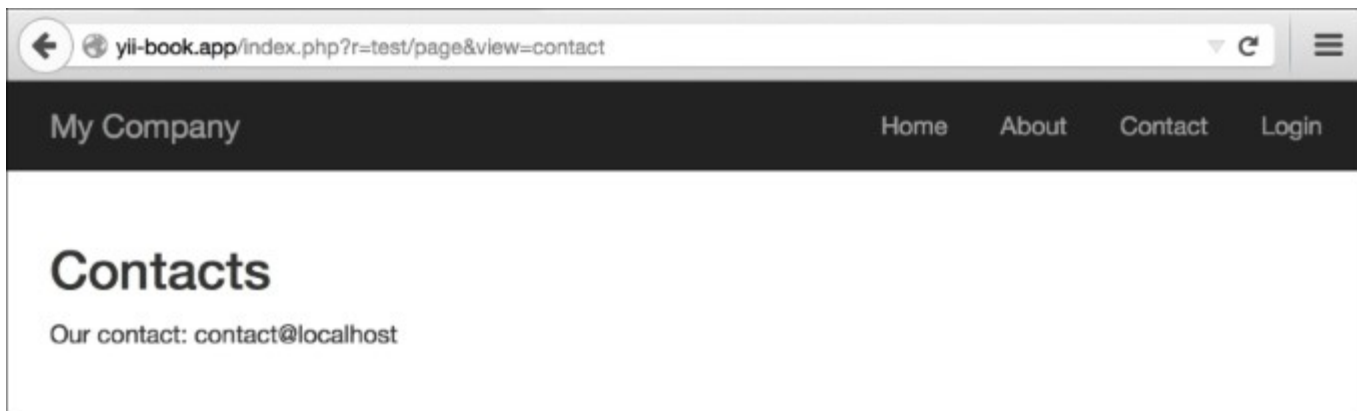 yii-book.app/index.php?r=test/page&view=contact
My Company Home About Contact Login
Contacts
Our contact: contact@localhost